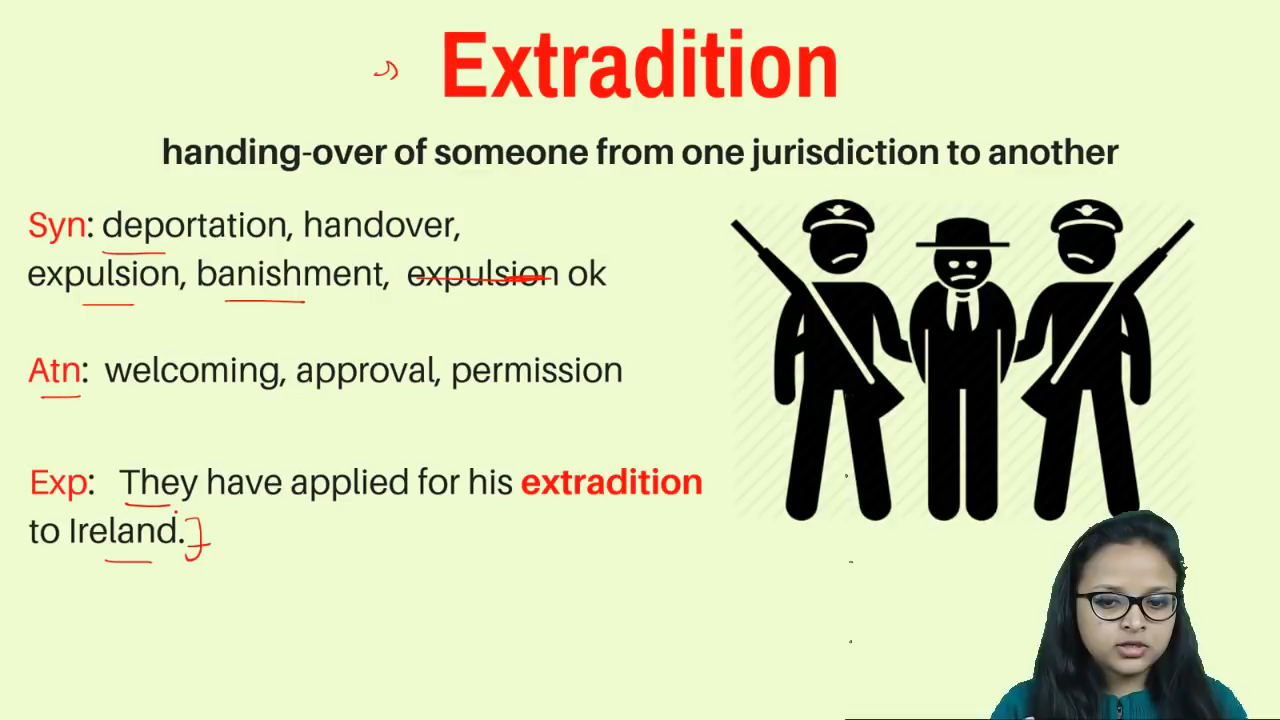 Extradition
handing-over of someone from one jurisdiction to another
Syn: deportation, handover,
expulsion, banishment, expulsion ok
Atn: welcoming, approval, permission
Exp: They have applied for his extradition
to Ireland.